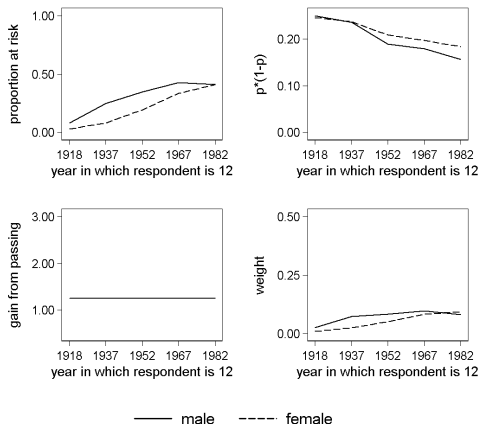 proportion at risk
1.00
0.50
0.00
1918 1937 1952 1967 1982
year in which respondent is 12
p*(1-p)
0.20
0.10
0.00
1918 1937 1952 1967 1982
year in which respondent is 12
gain from passing
3.00
2.00
1.00
1918 1937 1952 1967 1982
year in which respondent is 12
weight
0.50
0.25
0.00
1918 1937 1952 1967 1982
year in which respondent is 12
male female